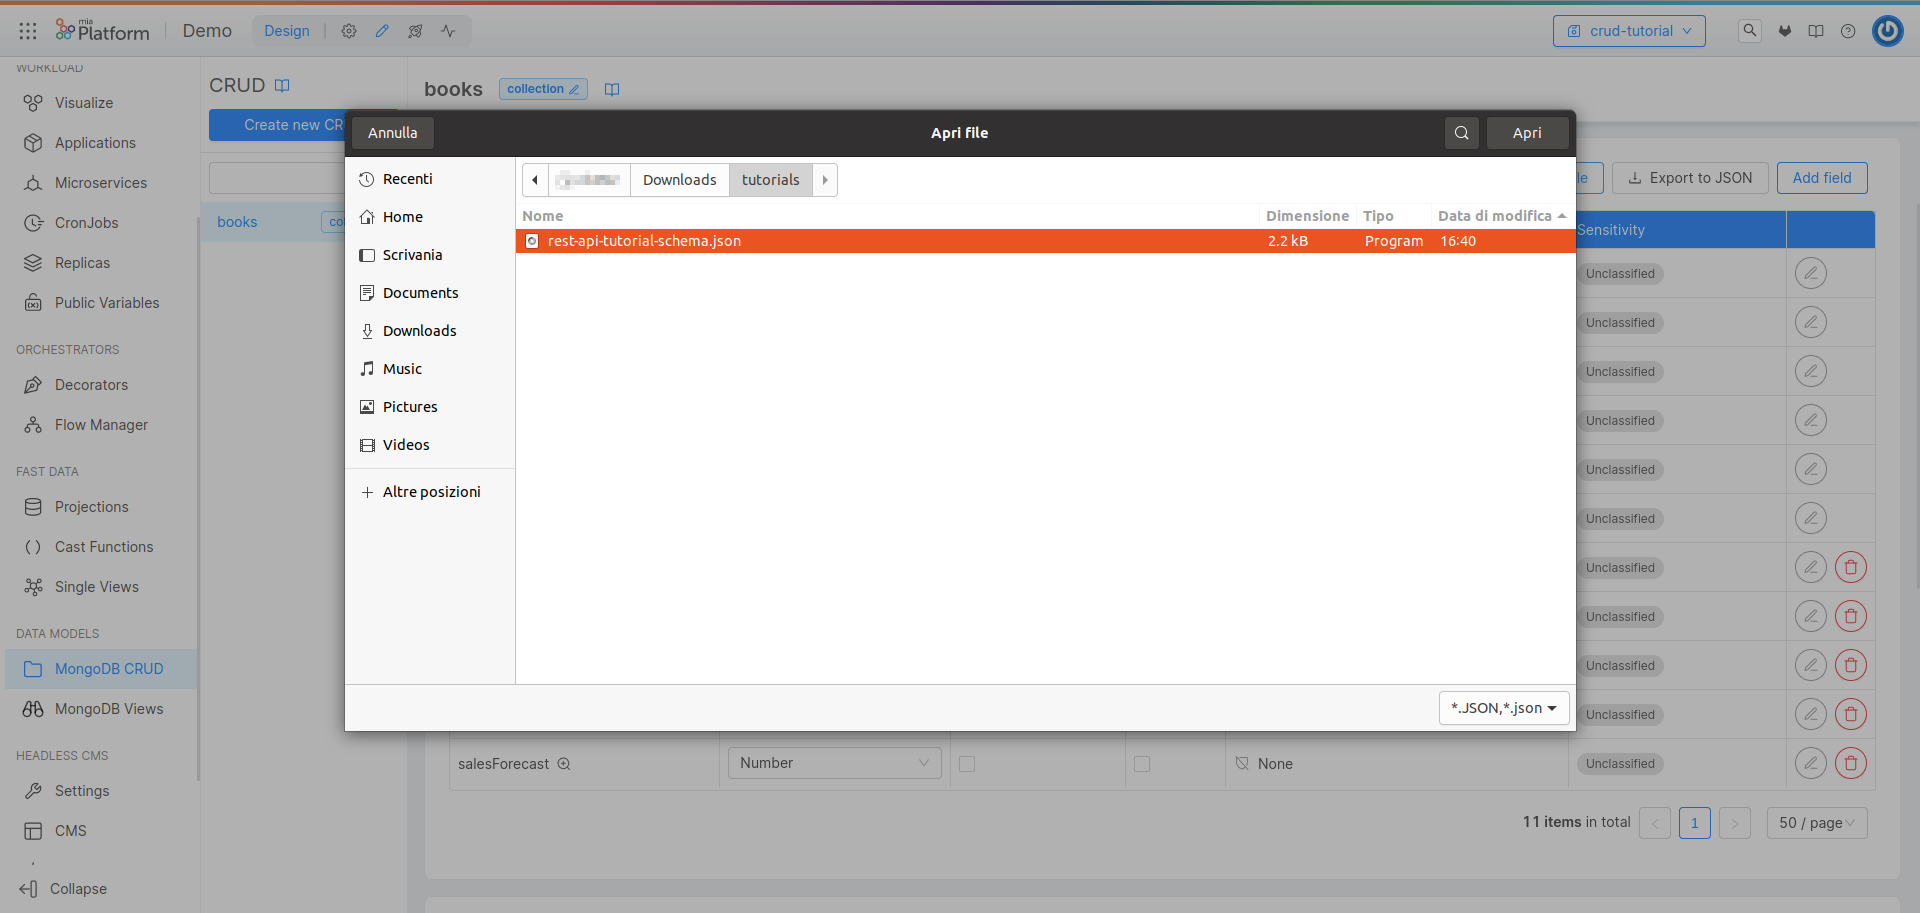 mia
Platform
Demo
Design
crud-tutorial
WORKLOAD
Visualize
Applications
Microservices
CronJobs
Replicas
Public Variables
ORCHESTRATORS
Decorators
Flow Manager
FAST DATA
Projections
Cast Functions
Single Views
DATA MODELS
MongoDB CRUD
MongoDB Views
HEADLESS CMS
Settings
CMS
Collapse
CRUD
Create new CR
books
books
collection
Export to JSON
Add field
Sensitivity
Unclassified
Unclassified
Unclassified
Unclassified
Unclassified
Unclassified
Unclassified
Unclassified
Unclassified
Unclassified
salesForecast
Number
None
Unclassified
11 items in total
1
50 / page
Annulla
Apri file
Apri
Recenti
Home
Scrivania
Documents
Downloads
Music
Pictures
Videos
Altre posizioni
Downloads
tutorials
Nome Dimensione Tipo Data di modifica
rest-api-tutorial-schema.json 2.2 kB Program 16:40
*.JSON,*.json